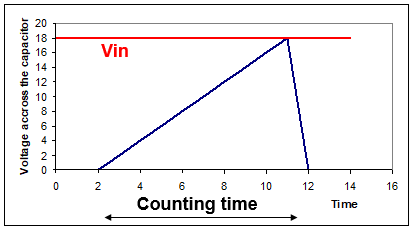 Voltage accross the capacitor
20
18
16
14
12
10
8
6
4
2
0
Vin
0 2 4 6 8 10 12 14 16
Counting time
Time